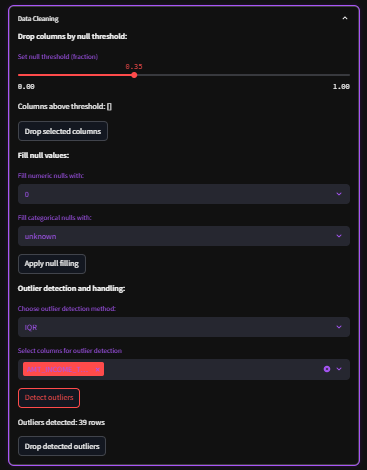 Data Cleaning
Drop columns by null threshold:
Set null threshold (fraction)
0.35
0.00 1.00
Columns above threshold: []
Drop selected columns
Fill null values:
Fill numeric nulls with:
0
Fill categorical nulls with:
unknown
Apply null filling
Outlier detection and handling:
Choose outlier detection method:
IQR
Select columns for outlier detection
Detect outliers
Outliers detected: 39 rows
Drop detected outliers